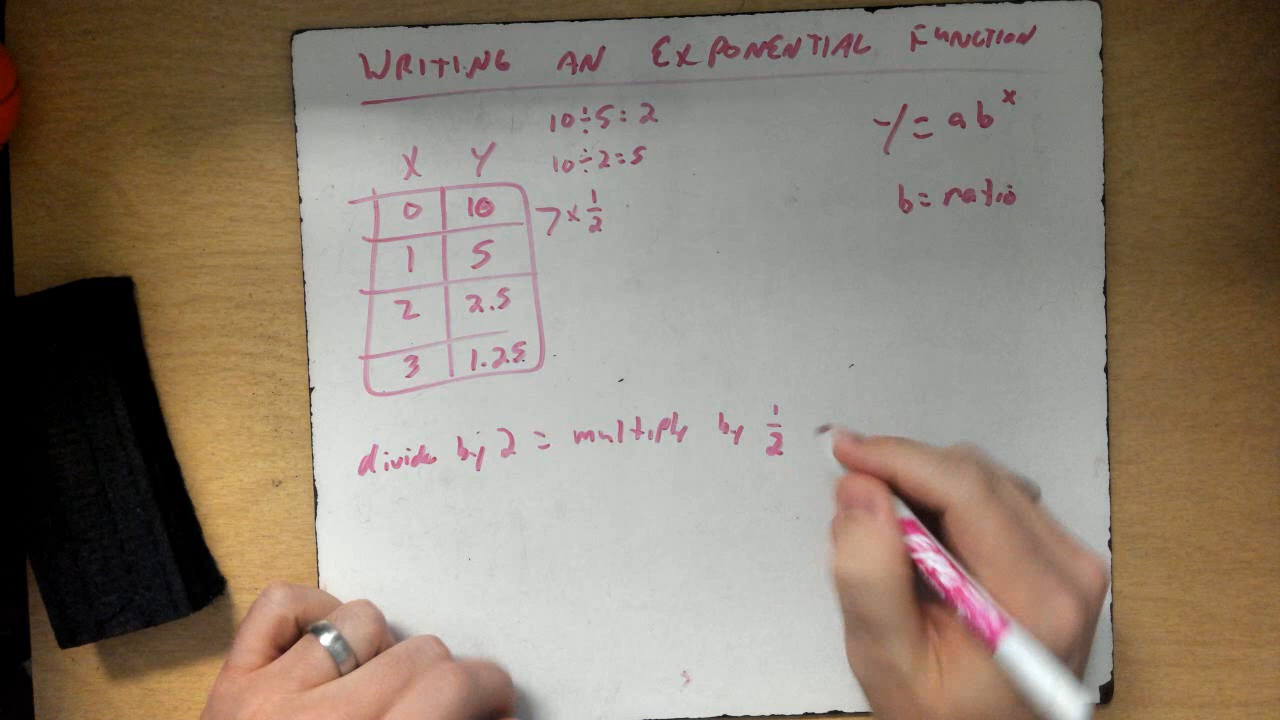 WRITING AN EXPONENTIAL FUNCTION
10÷5=2
10÷2=5
y=ab^x
b=ratio
X Y
0 10
×1/2
1 5
2 2.5
3 1.25
divide by 2 = multiply by 1/2